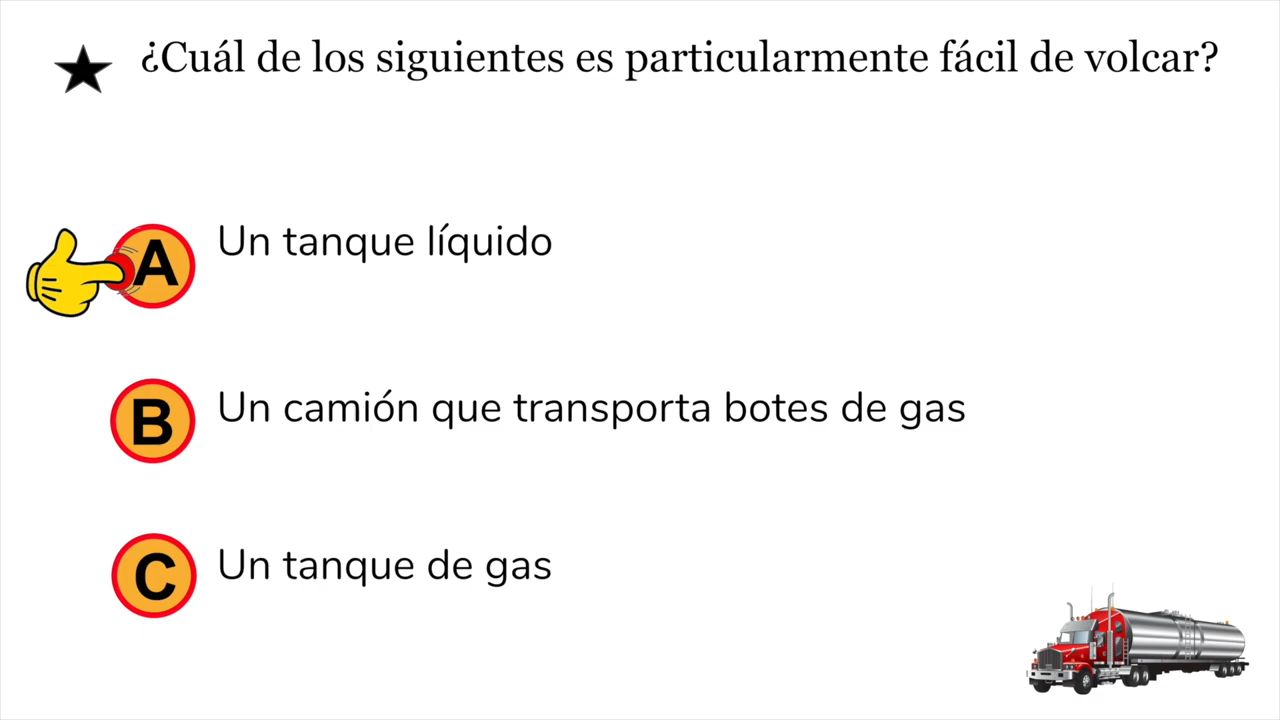 ¿Cuál de los siguientes es particularmente fácil de volcar?
A Un tanque líquido
B Un camión que transporta botes de gas
C Un tanque de gas